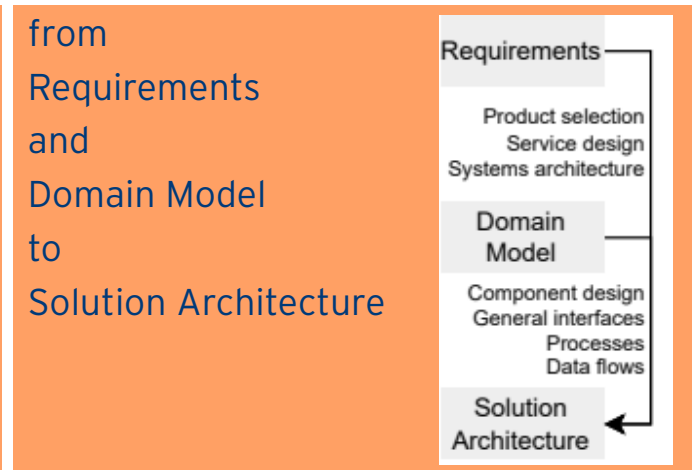 from
Requirements
and
Domain Model
to
Solution Architecture
Requirements
Product selection
Service design
Systems architecture
Domain
Model
Component design
General interfaces
Processes
Data flows
Solution
Architecture